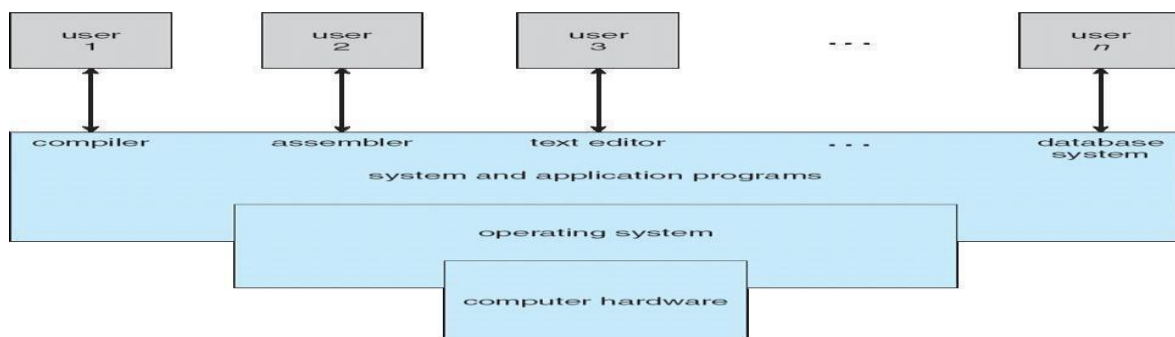 user
1
user
2
user
3
. . .
user
n
compiler
assembler
text editor
. . .
database
system
system and application programs
operating system
computer hardware